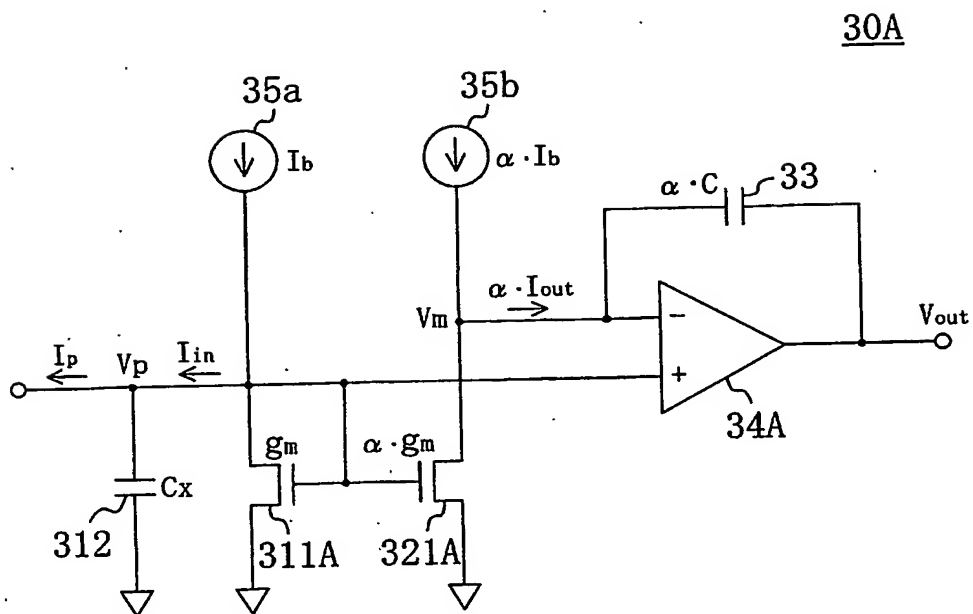 30A
35a
35b
Ib
α·Ib
α·C
33
α·Iout
Vm
−
Vout
Ip
Vp
Iin
+
34A
gm
α·gm
Cx
312
311A
321A